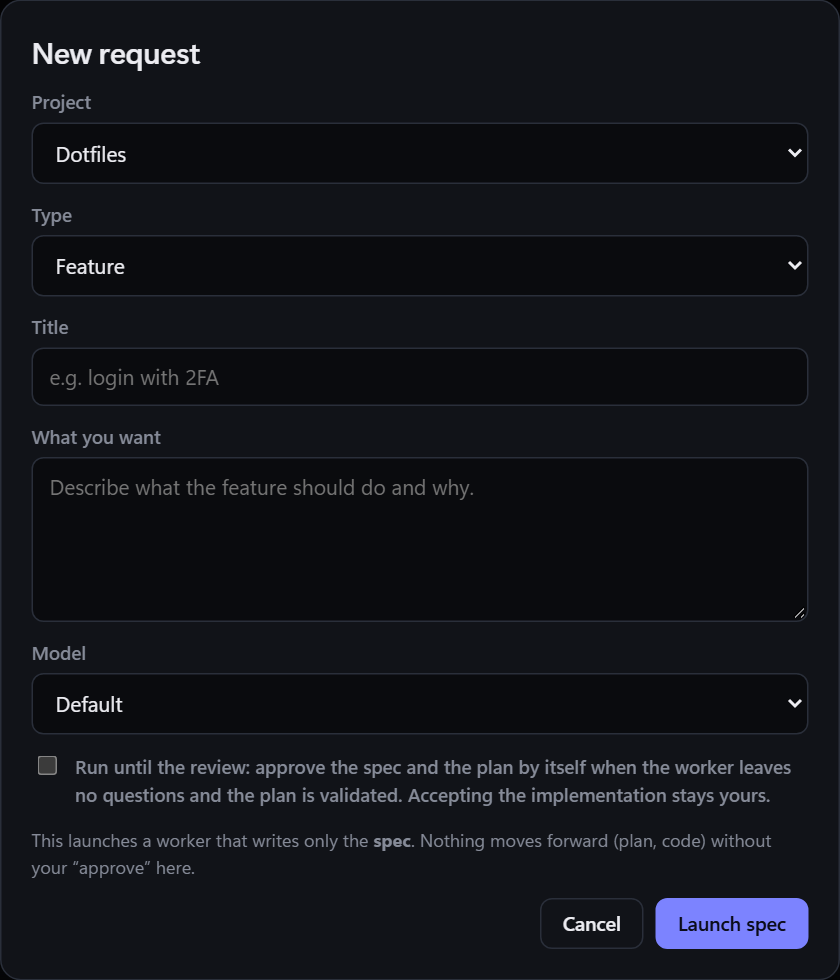 New request
Project
Dotfiles
Type
Feature
Title
e.g. login with 2FA
What you want
Describe what the feature should do and why.
Model
Default
Run until the review: approve the spec and the plan by itself when the worker leaves
no questions and the plan is validated. Accepting the implementation stays yours.
This launches a worker that writes only the spec. Nothing moves forward (plan, code) without
your “approve” here.
Cancel
Launch spec